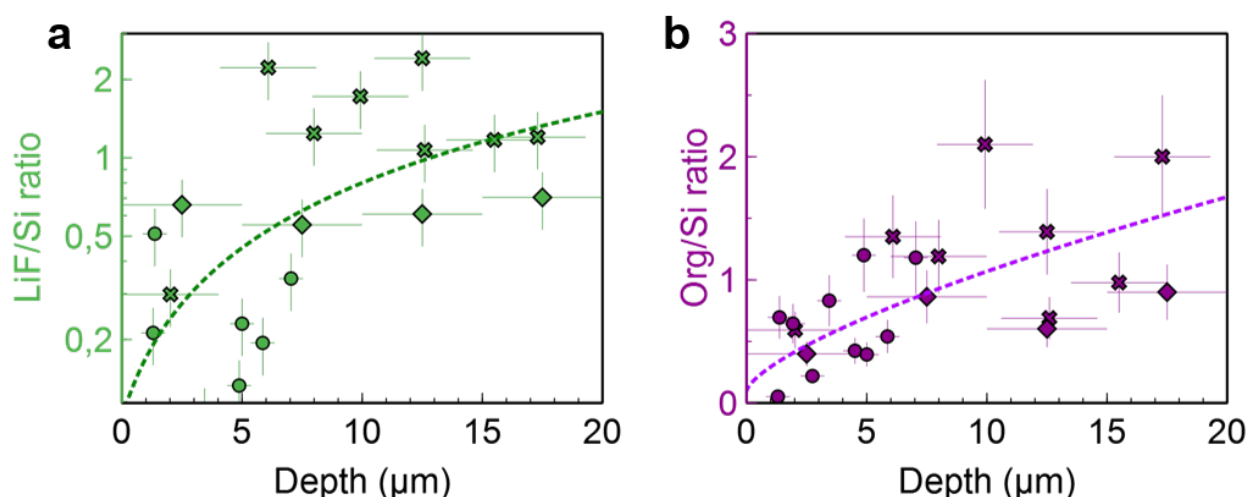 a
LiF/Si ratio
2
1
0,5
0,2
0 5 10 15 20
Depth (µm)
b
Org/Si ratio
3
2
1
0
0 5 10 15 20
Depth (µm)